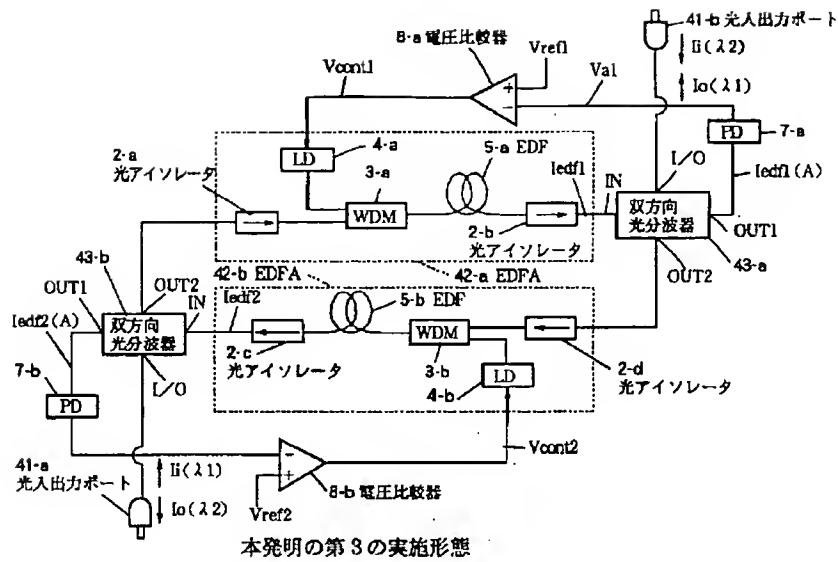 8-a 電圧比較器
Vref1
41-b 光入出力ポート
Ii(λ2)
Io(λ1)
Vcont1
Va1
+
−
PD
7-a
2-a
光アイソレータ
LD
4-a
3-a
WDM
5-a EDF
Iedf1
IN
I/O
Iedf1(A)
2-b
光アイソレータ
双方向
光分波器
OUT1
43-a
OUT2
43-b
42-b EDFA
42-a EDFA
OUT1
OUT2
IN
Iedf2
5-b EDF
Iedf2(A)
双方向
光分波器
WDM
2-c
光アイソレータ
3-b
2-d
光アイソレータ
I/O
7-b
PD
4-b
LD
Vcont2
41-a
光入出力ポート
Ii(λ1)
Io(λ2)
−
+
Vref2
8-b 電圧比較器
本発明の第3の実施形態